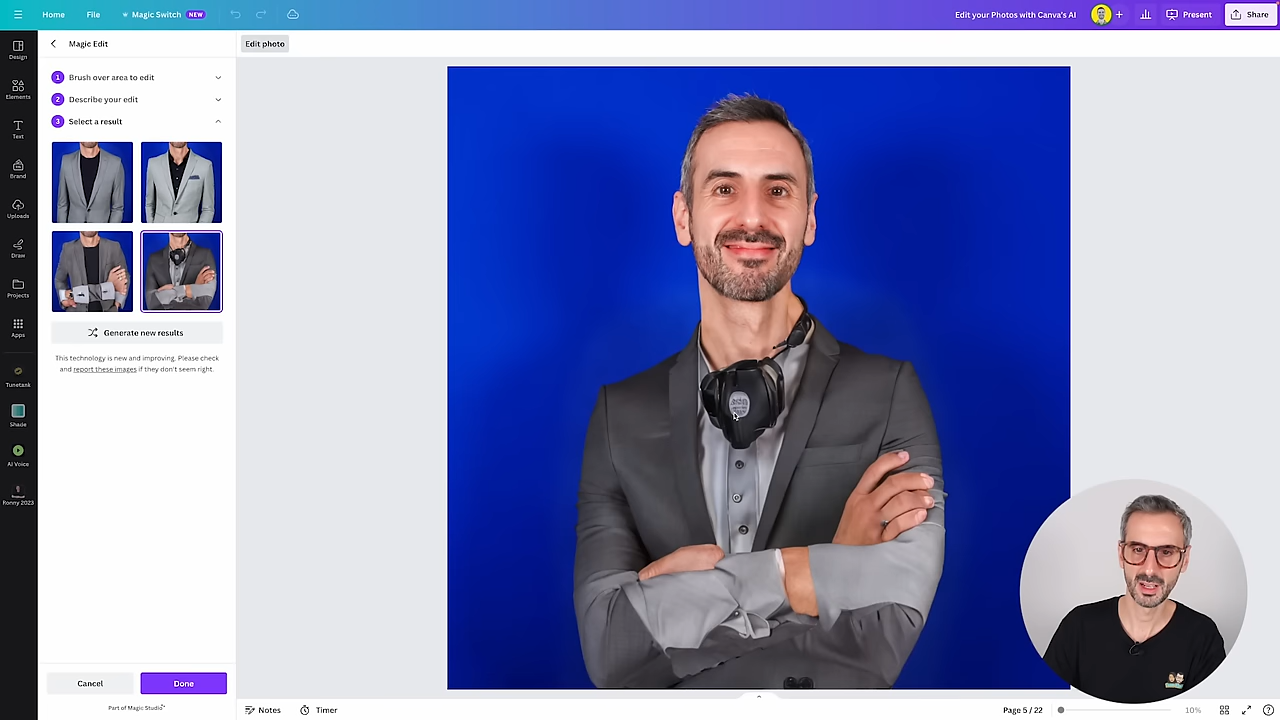 Home File Magic Switch NEW Edit your Photos with Canva's AI Present Share
Design
Elements
Text
Brand
Uploads
Draw
Projects
Apps
Tunetask
Shade
AI Voice
Ronny 2023
Magic Edit
1 Brush over area to edit
2 Describe your edit
3 Select a result
Generate new results
This technology is new and improving. Please check
and report these images if they don't seem right.
Cancel Done
Part of Magic Studio
Edit photo
Notes Timer Page 5 / 22 10%